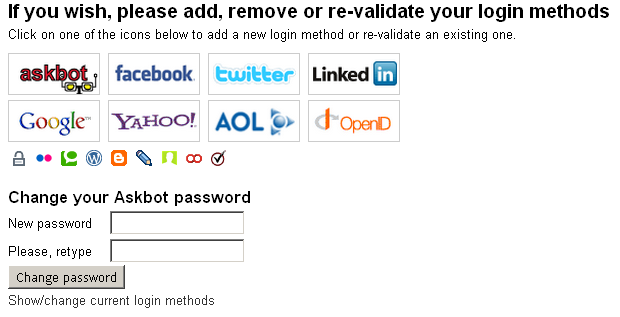 If you wish, please add, remove or re-validate your login methods
Click on one of the icons below to add a new login method or re-validate an existing one.
askbot facebook twitter Linked in
Google™ YAHOO! AOL OpenID
Change your Askbot password
New password
Please, retype
Change password
Show/change current login methods